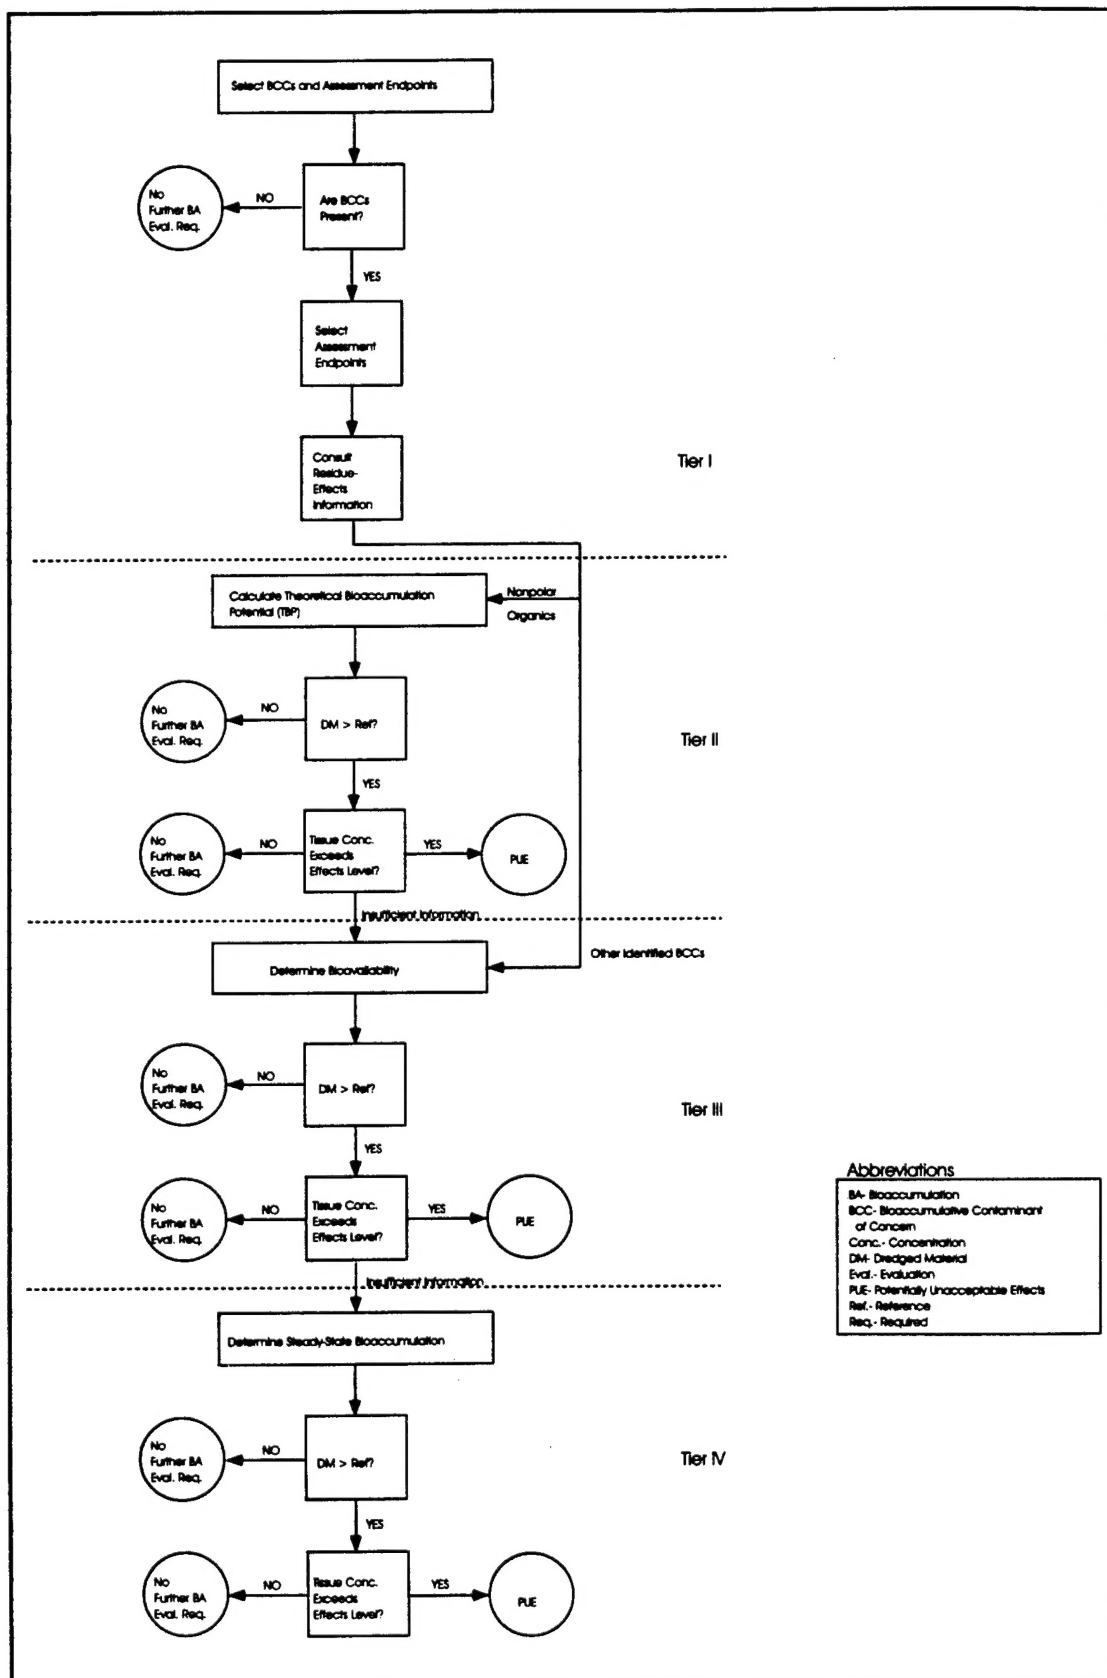 Select BCCs and Assessment Endpoints
No
Further BA
Eval. Req.
NO
Are BCCs
Present?
YES
Select
Assessment
Endpoints
Consult
Residue-
Effects
Information
Tier I
Calculate Theoretical Bioaccumulation
Potential (TBP)
Nonpolar
Organics
No
Further BA
Eval. Req.
NO
DM > Ref?
Tier II
YES
No
Further BA
Eval. Req.
NO
Tissue Conc.
Exceeds
Effects Level?
YES
PUE
Insufficient Information
Determine Bioavailability
Other Identified BCCs
No
Further BA
Eval. Req.
NO
DM > Ref?
Tier III
YES
No
Further BA
Eval. Req.
NO
Tissue Conc.
Exceeds
Effects Level?
YES
PUE
Insufficient Information
Determine Steady-State Bioaccumulation
No
Further BA
Eval. Req.
NO
DM > Ref?
Tier IV
YES
No
Further BA
Eval. Req.
NO
Tissue Conc.
Exceeds
Effects Level?
YES
PUE
Abbreviations
BA- Bioaccumulation
BCC- Bioaccumulative Contaminant
of Concern
Conc.- Concentration
DM- Dredged Material
Eval.- Evaluation
PUE- Potentially Unacceptable Effects
Ref.- Reference
Req.- Required